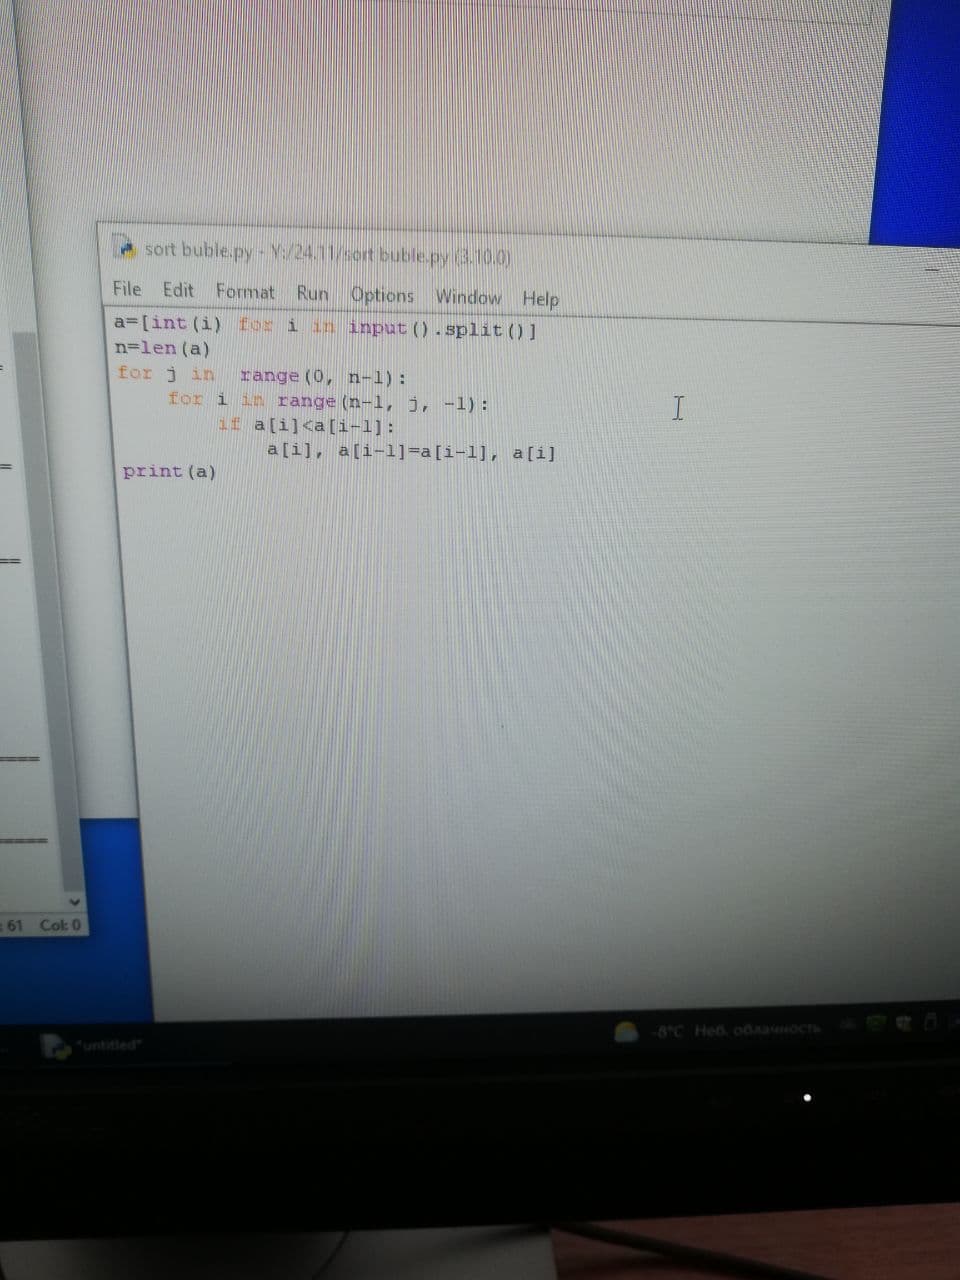 sort buble.py - Y:/24.11/sort buble.py (3.10.0)
File Edit Format Run Options Window Help
a=[int(i) for i in input().split()]
n=len(a)
for j in  range(0, n-1):
    for i in range(n-1, j, -1):
        if a[i]<a[i-1]:
            a[i], a[i-1]=a[i-1], a[i]
print(a)
=
==
====
=====
: 61 Col: 0
*untitled*
-8°C Неб. облачность